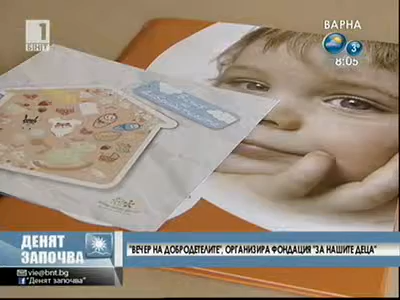 1
БНТ
ВАРНА
3°
8:05
ДЕНЯТ
ЗАПОЧВА
"ВЕЧЕР НА ДОБРОДЕТЕЛИТЕ", ОРГАНИЗИРА ФОНДАЦИЯ "ЗА НАШИТЕ ДЕЦА"
vie@bnt.bg
"Денят започва"